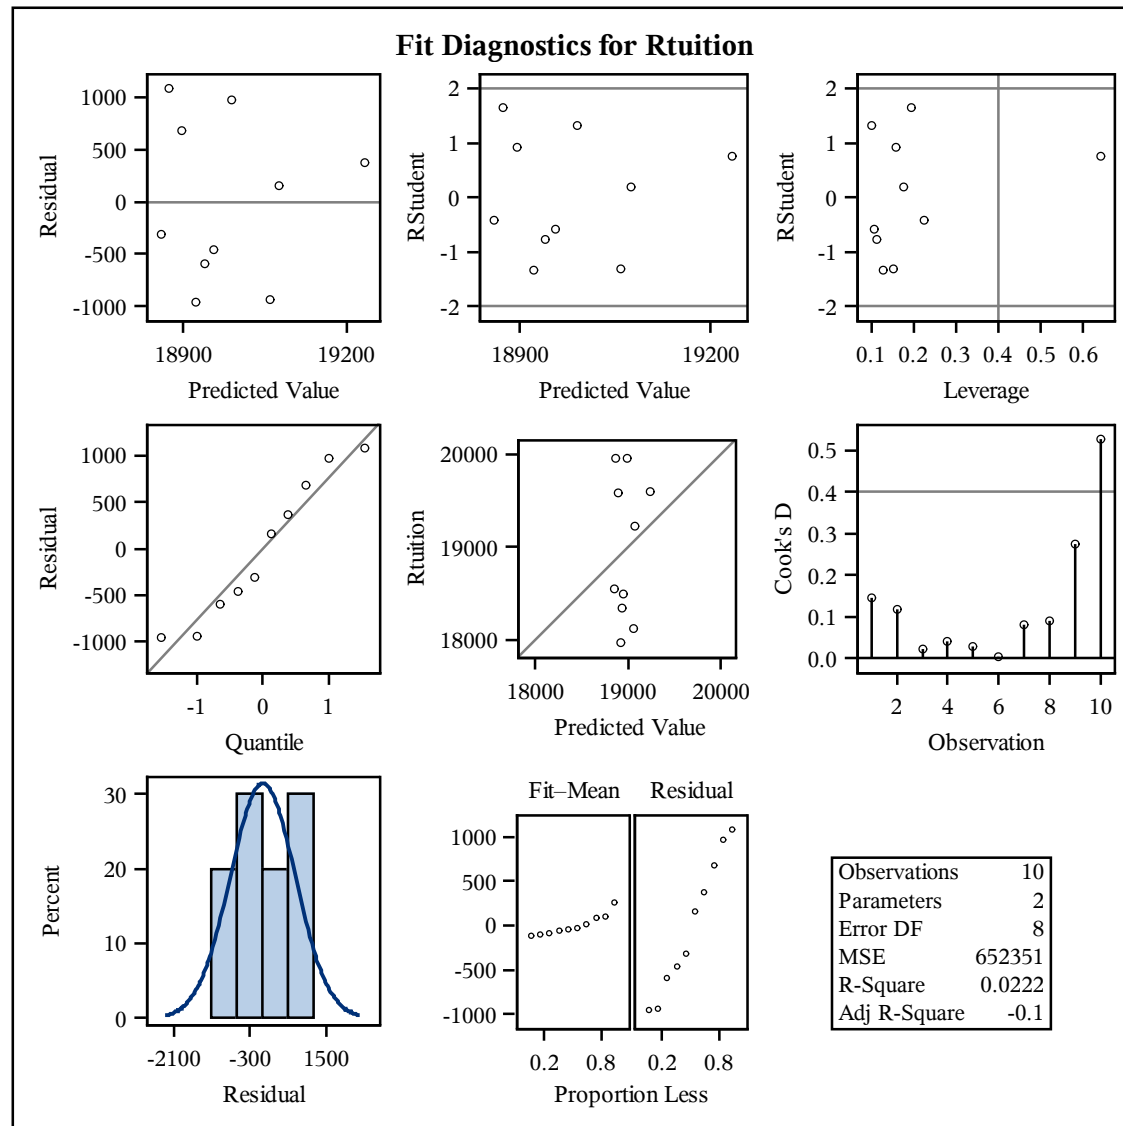 Fit Diagnostics for Rtuition
1000
500
0
-500
-1000
Residual
18900 19200
Predicted Value
2
1
0
-1
-2
RStudent
18900 19200
Predicted Value
2
1
0
-1
-2
RStudent
0.1 0.2 0.3 0.4 0.5 0.6
Leverage
1000
500
0
-500
-1000
Residual
-1 0 1
Quantile
20000
19000
18000
Rtuition
18000 19000 20000
Predicted Value
0.5
0.4
0.3
0.2
0.1
0.0
Cook's D
2 4 6 8 10
Observation
30
20
10
0
Percent
-2100 -300 1500
Residual
Fit–Mean Residual
1000
500
0
-500
-1000
0.2 0.8 0.2 0.8
Proportion Less
Observations 10
Parameters 2
Error DF 8
MSE 652351
R-Square 0.0222
Adj R-Square -0.1